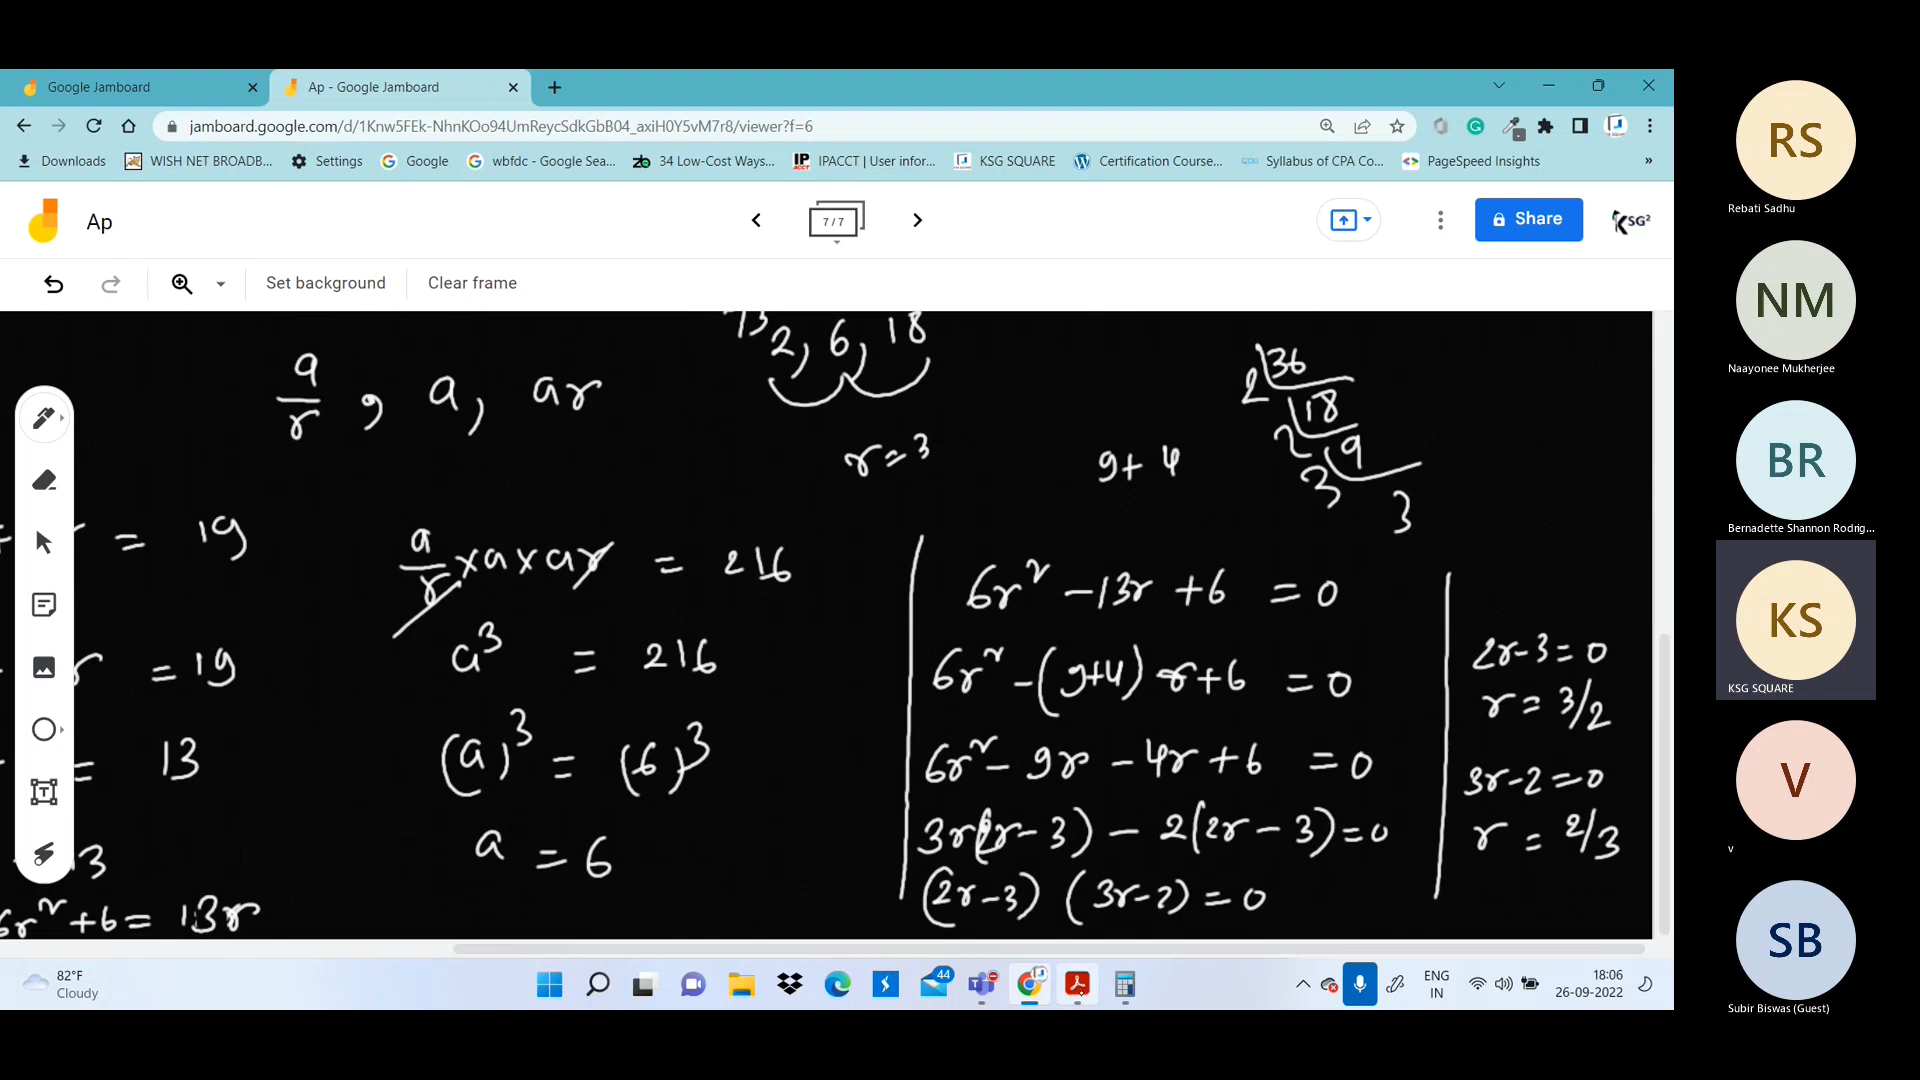 Google Jamboard
Ap - Google Jamboard
jamboard.google.com/d/1Knw5FEk-NhnKOo94UmReycSdkGbB04_axiH0Y5vM7r8/viewer?f=6
Downloads WISH NET BROADB... Settings Google wbfdc - Google Sea... 34 Low-Cost Ways... IPACCT | User infor... KSG SQUARE Certification Course... Syllabus of CPA Co... PageSpeed Insights »
Ap
7 / 7
Share
KSG²
Set background
Clear frame
2, 6, 18
a/r , a, ar
r = 3
9+ 4
2 36
2 18
3 9
3
= 19
a/r × a × ar = 216
= 19
a³ = 216
= 13
(a)³ = (6)³
13
a = 6
6r² + 6 = 13r
6r² - 13r + 6 = 0
6r² - (9+4) r + 6 = 0
6r² - 9r - 4r + 6 = 0
3r(2r - 3) - 2(2r - 3) = 0
(2r - 3) (3r - 2) = 0
2r - 3 = 0
r = 3/2
3r - 2 = 0
r = 2/3
82°F
Cloudy
44
ENG
IN
18:06
26-09-2022
RS
Rebati Sadhu
NM
Naayonee Mukherjee
BR
Bernadette Shannon Rodrig...
KS
KSG SQUARE
V
v
SB
Subir Biswas (Guest)